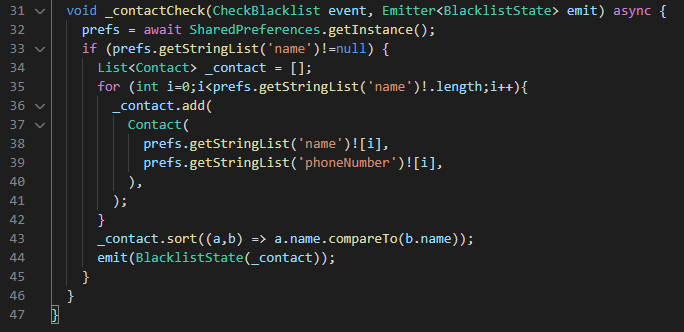 31 void _contactCheck(CheckBlacklist event, Emitter<BlacklistState> emit) async {
32 prefs = await SharedPreferences.getInstance();
33 if (prefs.getStringList('name')!=null) {
34 List<Contact> _contact = [];
35 for (int i=0;i<prefs.getStringList('name')!.length;i++){
36 _contact.add(
37 Contact(
38 prefs.getStringList('name')![i],
39 prefs.getStringList('phoneNumber')![i],
40 ),
41 );
42 }
43 _contact.sort((a,b) => a.name.compareTo(b.name));
44 emit(BlacklistState(_contact));
45 }
46 }
47 }